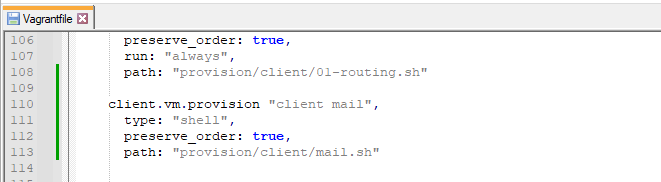 Vagrantfile
106 preserve_order: true,
107 run: "always",
108 path: "provision/client/01-routing.sh"
109
110 client.vm.provision "client mail",
111 type: "shell",
112 preserve_order: true,
113 path: "provision/client/mail.sh"
114